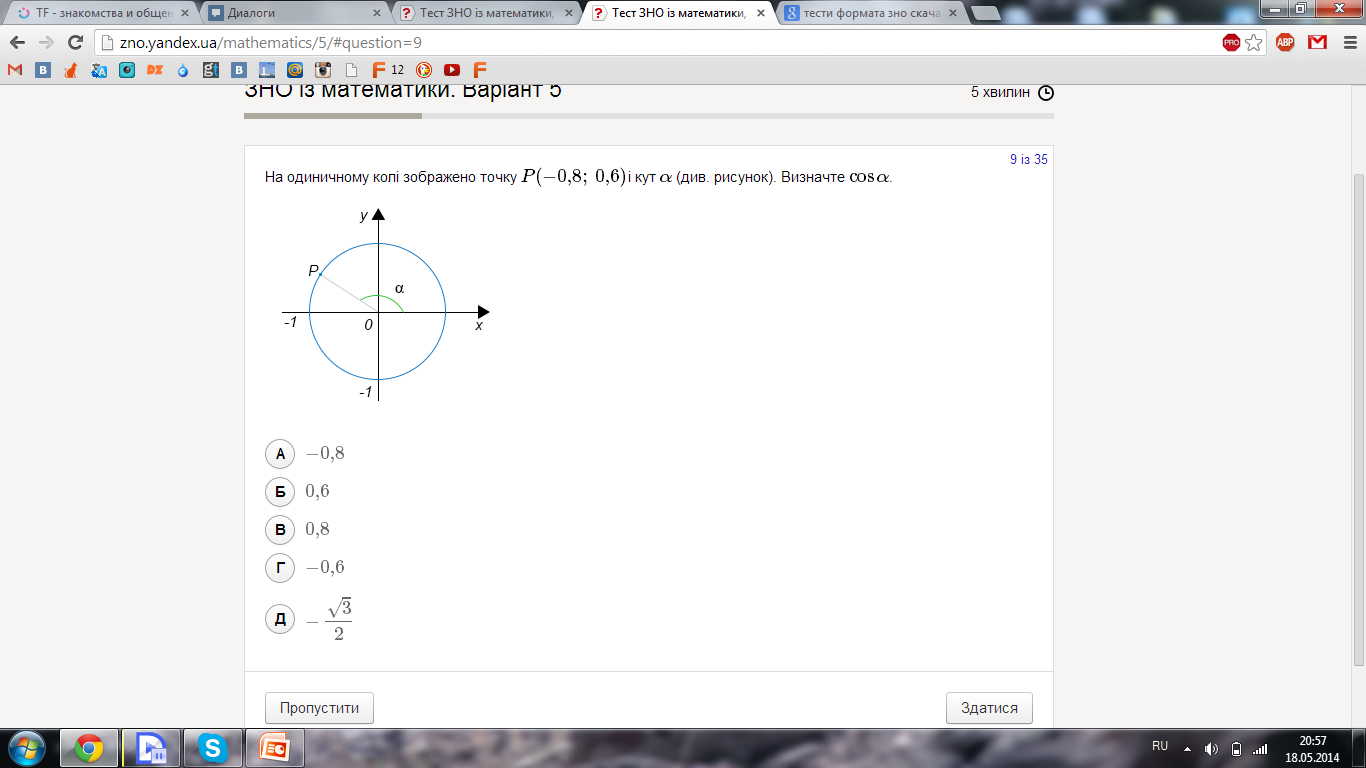 TF - знакомства и общен
Диалоги
Тест ЗНО із математики,
Тест ЗНО із математики,
тести формата зно скача
zno.yandex.ua/mathematics/5/#question=9
PRO
ABP
12
ЗНО із математики. Варіант 5
5 хвилин
9 із 35
На одиничному колі зображено точку P(−0,8; 0,6) і кут α (див. рисунок). Визначте cos α.
y
P
α
-1
0
x
-1
А −0,8
Б 0,6
В 0,8
Г −0,6
Д −√3/2
Пропустити
Здатися
RU
20:57
18.05.2014